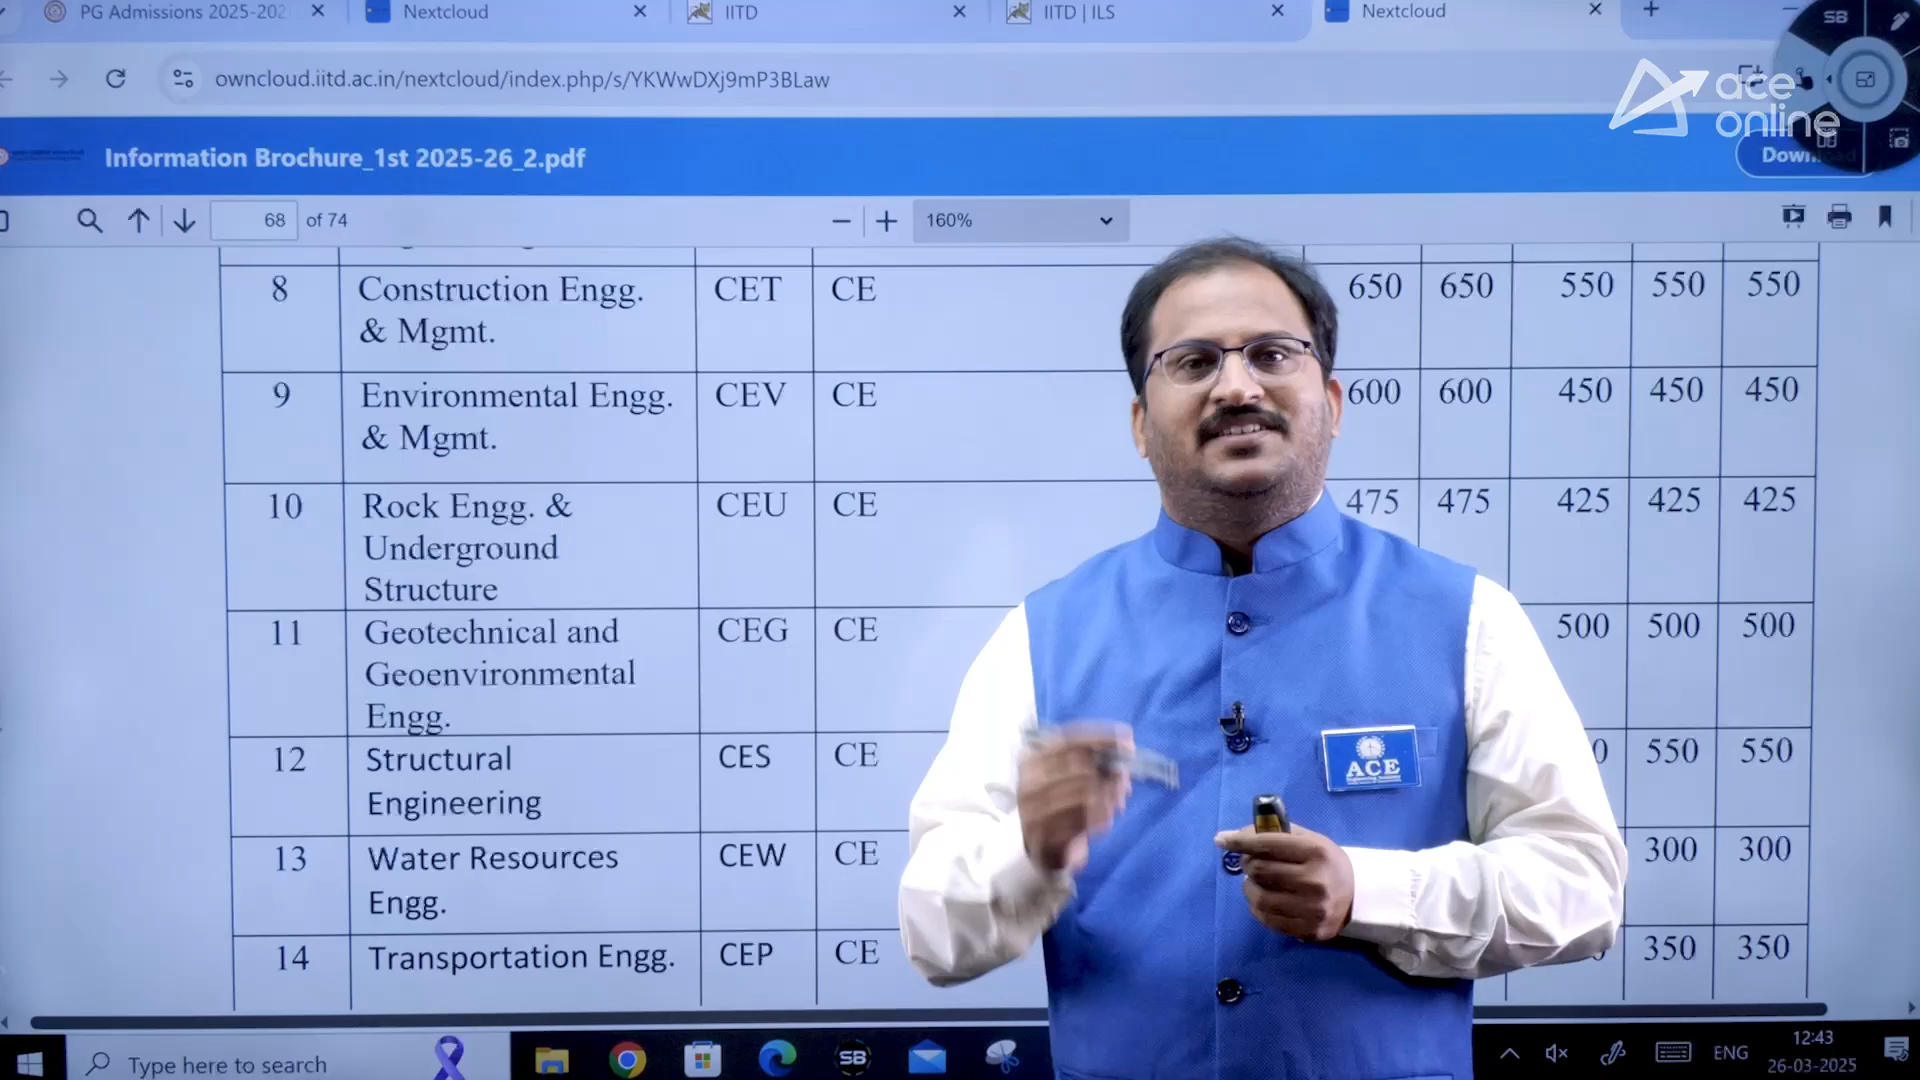 PG Admissions 2025-202
Nextcloud
IITD
IITD | ILS
Nextcloud
SB
owncloud.iitd.ac.in/nextcloud/index.php/s/YKWwDXj9mP3BLaw
ace
online
Information Brochure_1st 2025-26_2.pdf
Down
68 of 74
160%
8 Construction Engg. CET CE 650 650 550 550 550
& Mgmt.
9 Environmental Engg. CEV CE 600 600 450 450 450
& Mgmt.
10 Rock Engg. & CEU CE 475 475 425 425 425
Underground
Structure
11 Geotechnical and CEG CE 500 500 500
Geoenvironmental
Engg.
12 Structural CES CE 0 550 550
Engineering
13 Water Resources CEW CE 300 300
Engg.
14 Transportation Engg. CEP CE 350 350
ACE
Type here to search
SB
ENG
12:43
26-03-2025